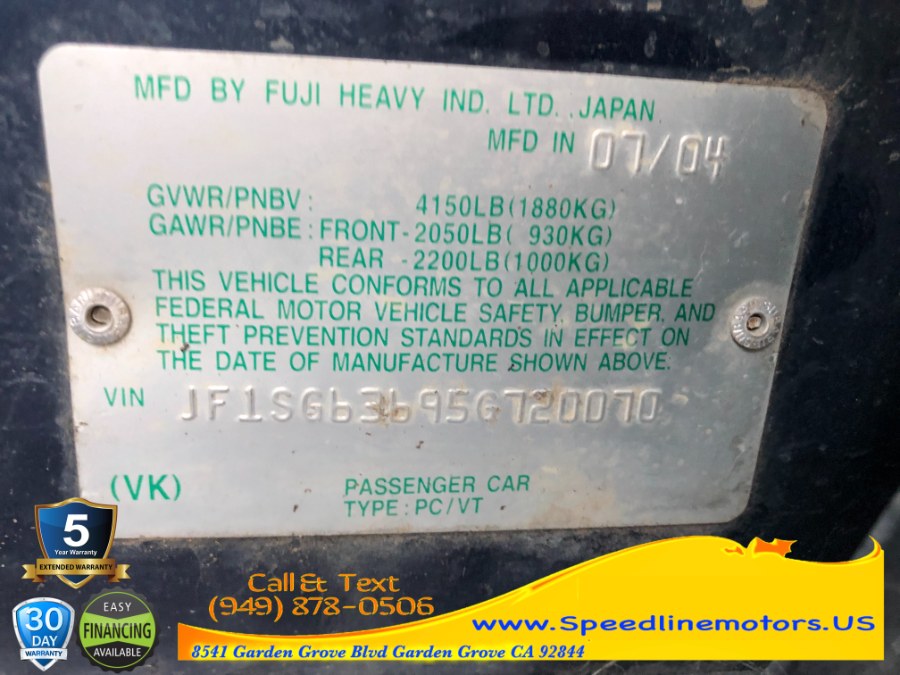 MFD BY FUJI HEAVY IND. LTD. JAPAN
MFD IN 07/04
GVWR/PNBV: 4150LB(1880KG)
GAWR/PNBE: FRONT-2050LB( 930KG)
REAR -2200LB(1000KG)
THIS VEHICLE CONFORMS TO ALL APPLICABLE
FEDERAL MOTOR VEHICLE SAFETY, BUMPER, AND
THEFT PREVENTION STANDARDS IN EFFECT ON
THE DATE OF MANUFACTURE SHOWN ABOVE.
VIN JF1SG63695G720070
(VK) PASSENGER CAR
TYPE: PC/VT
5
Year Warranty
EXTENDED WARRANTY
30
DAY
WARRANTY
EASY
FINANCING
AVAILABLE
Call & Text
(949) 878-0506
www.Speedlinemotors.US
8541 Garden Grove Blvd Garden Grove CA 92844